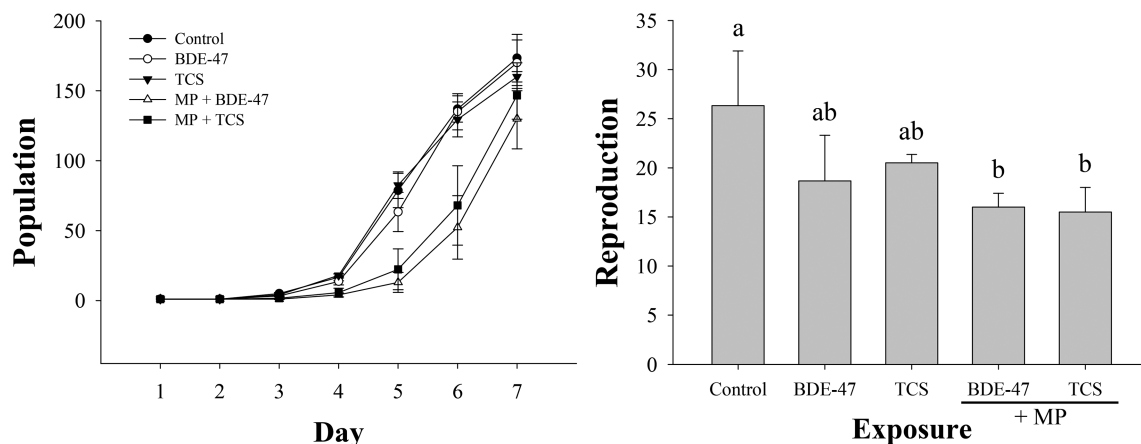 200
150
100
50
0
Population
Control
BDE-47
TCS
MP + BDE-47
MP + TCS
1 2 3 4 5 6 7
Day
40
35
30
25
20
15
10
5
0
Reproduction
a
ab
ab
b
b
Control BDE-47 TCS BDE-47 TCS
+ MP
Exposure